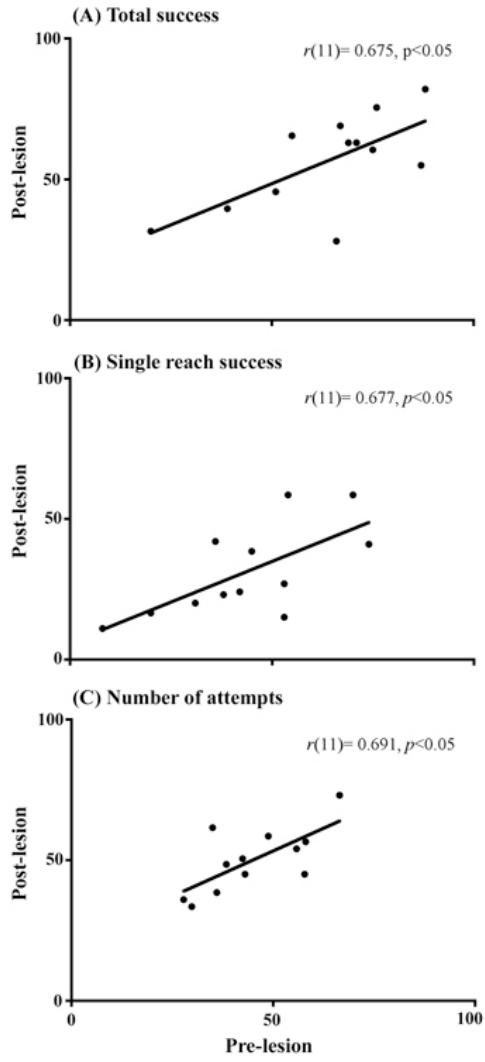 (A) Total success
r(11)= 0.675, p<0.05
100
50
0
Post-lesion
(B) Single reach success
r(11)= 0.677, p<0.05
100
50
0
Post-lesion
(C) Number of attempts
r(11)= 0.691, p<0.05
100
50
0
Post-lesion
0 50 100
Pre-lesion